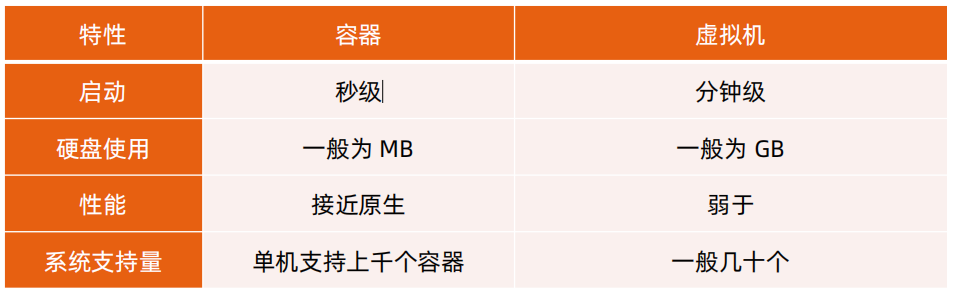 特性 容器 虚拟机
启动 秒级 分钟级
硬盘使用 一般为 MB 一般为 GB
性能 接近原生 弱于
系统支持量 单机支持上千个容器 一般几十个